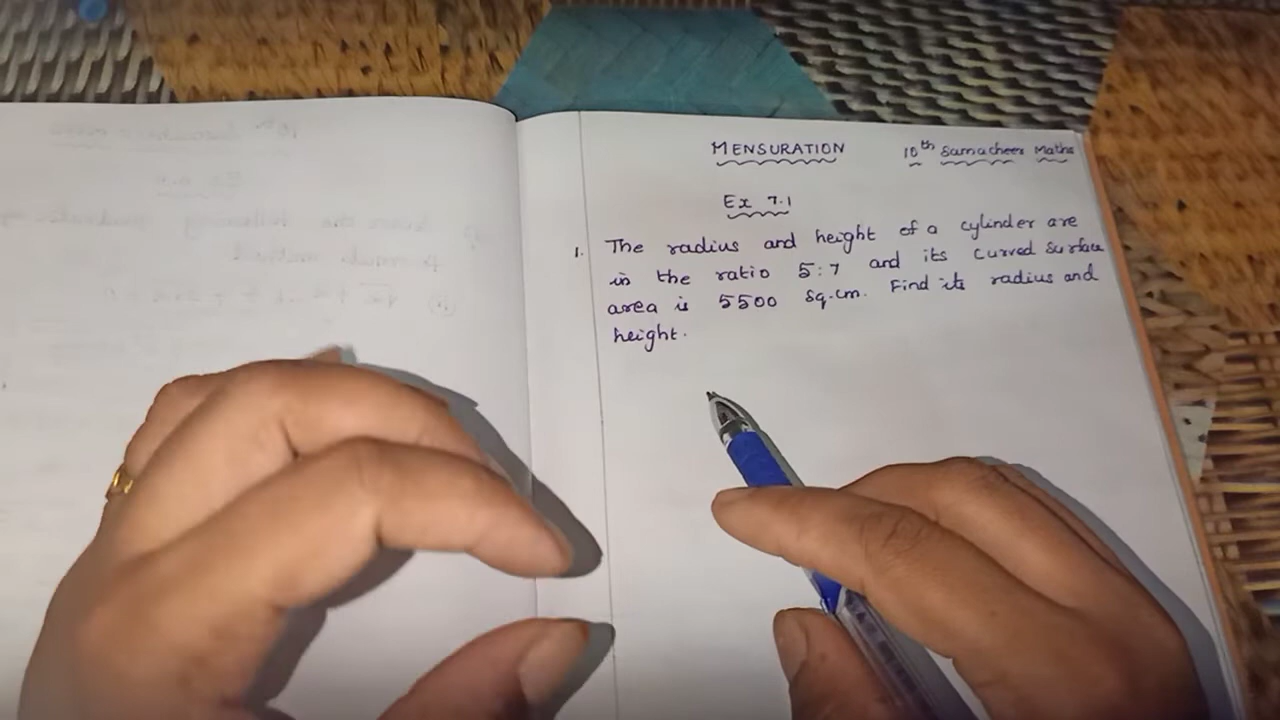 MENSURATION
10th Samacheer Maths
Ex 7.1
1. The radius and height of a cylinder are
in the ratio 5:7 and its curved surface
area is 5500 sq.cm. Find its radius and
height.